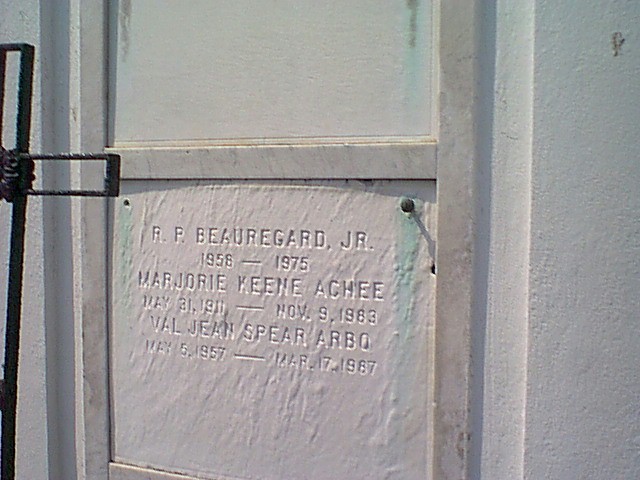 R. P. BEAUREGARD, JR.
1958 — 1975
MARJORIE KEENE ACHEE
MAY 31, 1911 — NOV. 9, 1983
VAL JEAN SPEAR ARBO
MAY 5, 1957 — MAR. 17, 1987